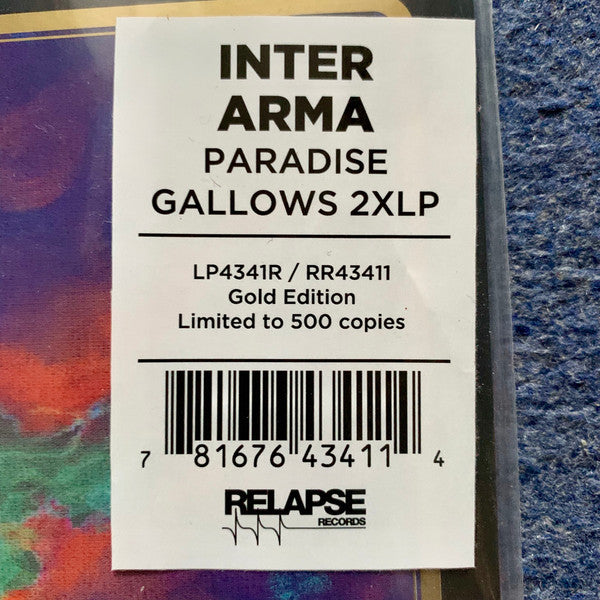 INTER
ARMA
PARADISE
GALLOWS 2XLP
LP4341R / RR43411
Gold Edition
Limited to 500 copies
7 81676 43411 4
RELAPSE
RECORDS